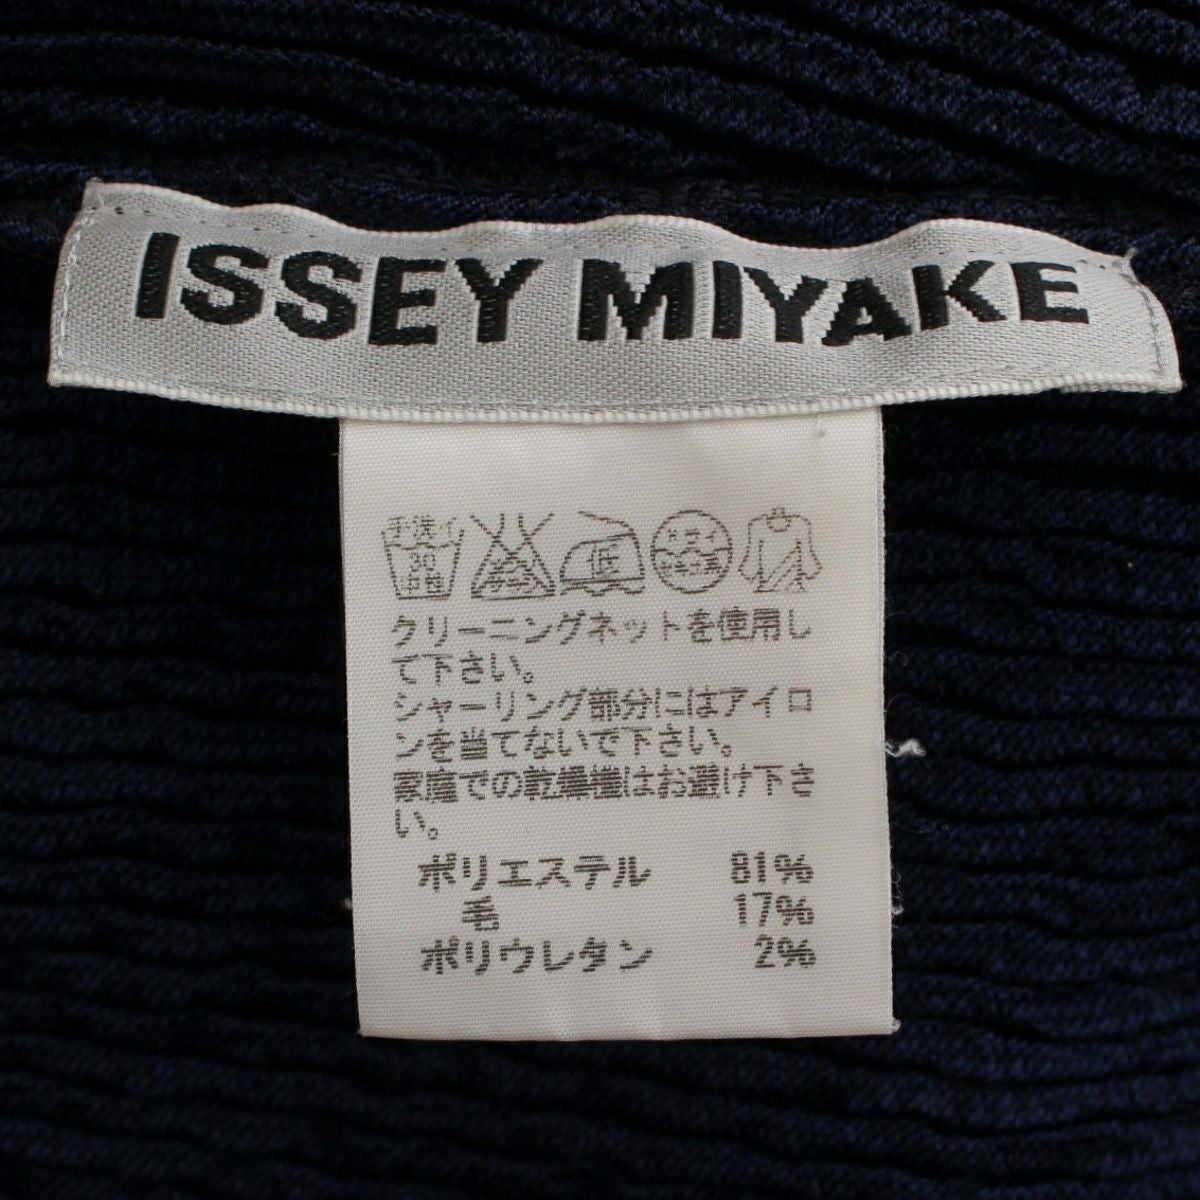 ISSEY MIYAKE
手洗イ
30
中性
低
ドライ
クリーニングネットを使用し
て下さい。
シャーリング部分にはアイロ
ンを当てないで下さい。
家庭での乾燥機はお避け下さ
い。
ポリエステル 81%
毛 17%
ポリウレタン 2%